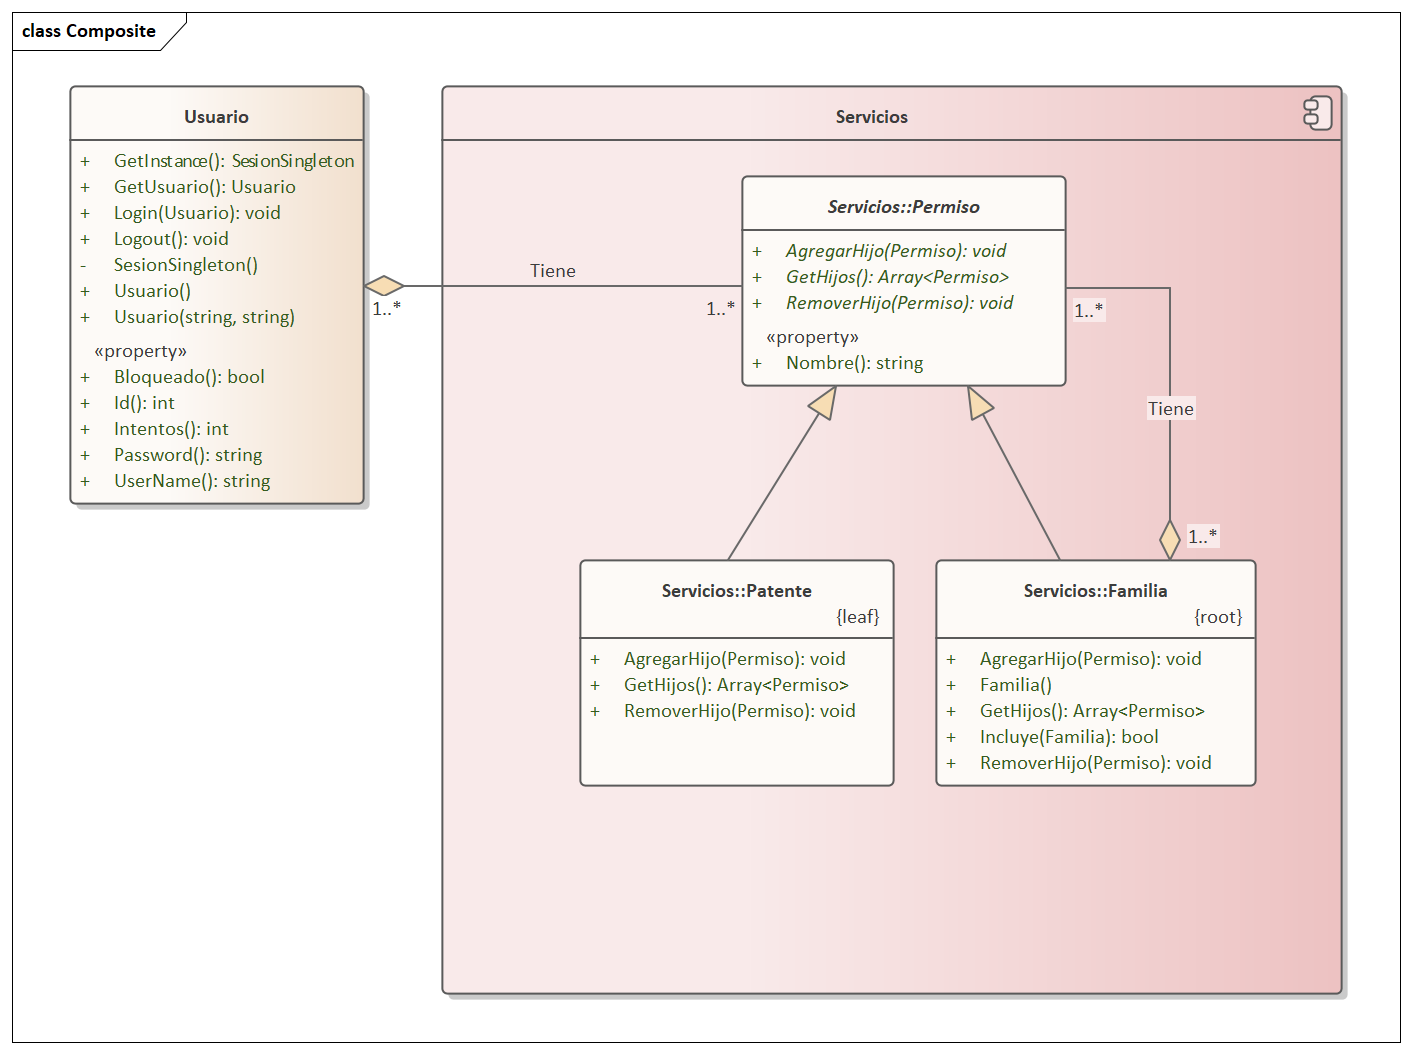 class Composite
Usuario
+ GetInstance(): SesionSingleton
+ GetUsuario(): Usuario
+ Login(Usuario): void
+ Logout(): void
- SesionSingleton()
+ Usuario()
+ Usuario(string, string)
«property»
+ Bloqueado(): bool
+ Id(): int
+ Intentos(): int
+ Password(): string
+ UserName(): string
Tiene
1..*
1..*
Servicios
Servicios::Permiso
+ AgregarHijo(Permiso): void
+ GetHijos(): Array<Permiso>
+ RemoverHijo(Permiso): void
«property»
+ Nombre(): string
1..*
Tiene
1..*
Servicios::Patente
{leaf}
+ AgregarHijo(Permiso): void
+ GetHijos(): Array<Permiso>
+ RemoverHijo(Permiso): void
Servicios::Familia
{root}
+ AgregarHijo(Permiso): void
+ Familia()
+ GetHijos(): Array<Permiso>
+ Incluye(Familia): bool
+ RemoverHijo(Permiso): void